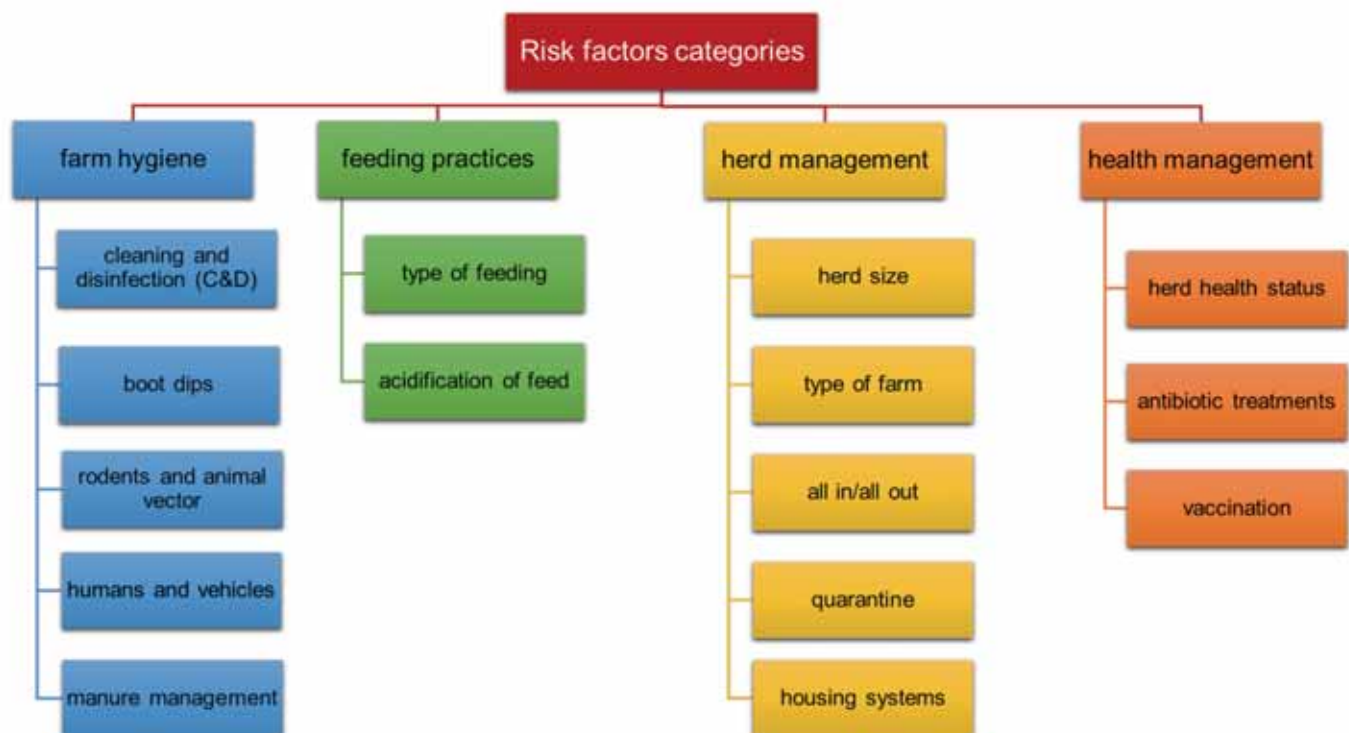 Risk factors categories
farm hygiene
cleaning and
disinfection (C&D)
boot dips
rodents and animal
vector
humans and vehicles
manure management
feeding practices
type of feeding
acidification of feed
herd management
herd size
type of farm
all in/all out
quarantine
housing systems
health management
herd health status
antibiotic treatments
vaccination